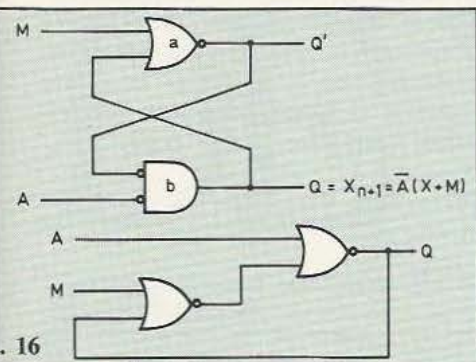 M
a
Q'
b
A
Q = Xn+1 = A̅(X+M)
A
Q
M
. 16